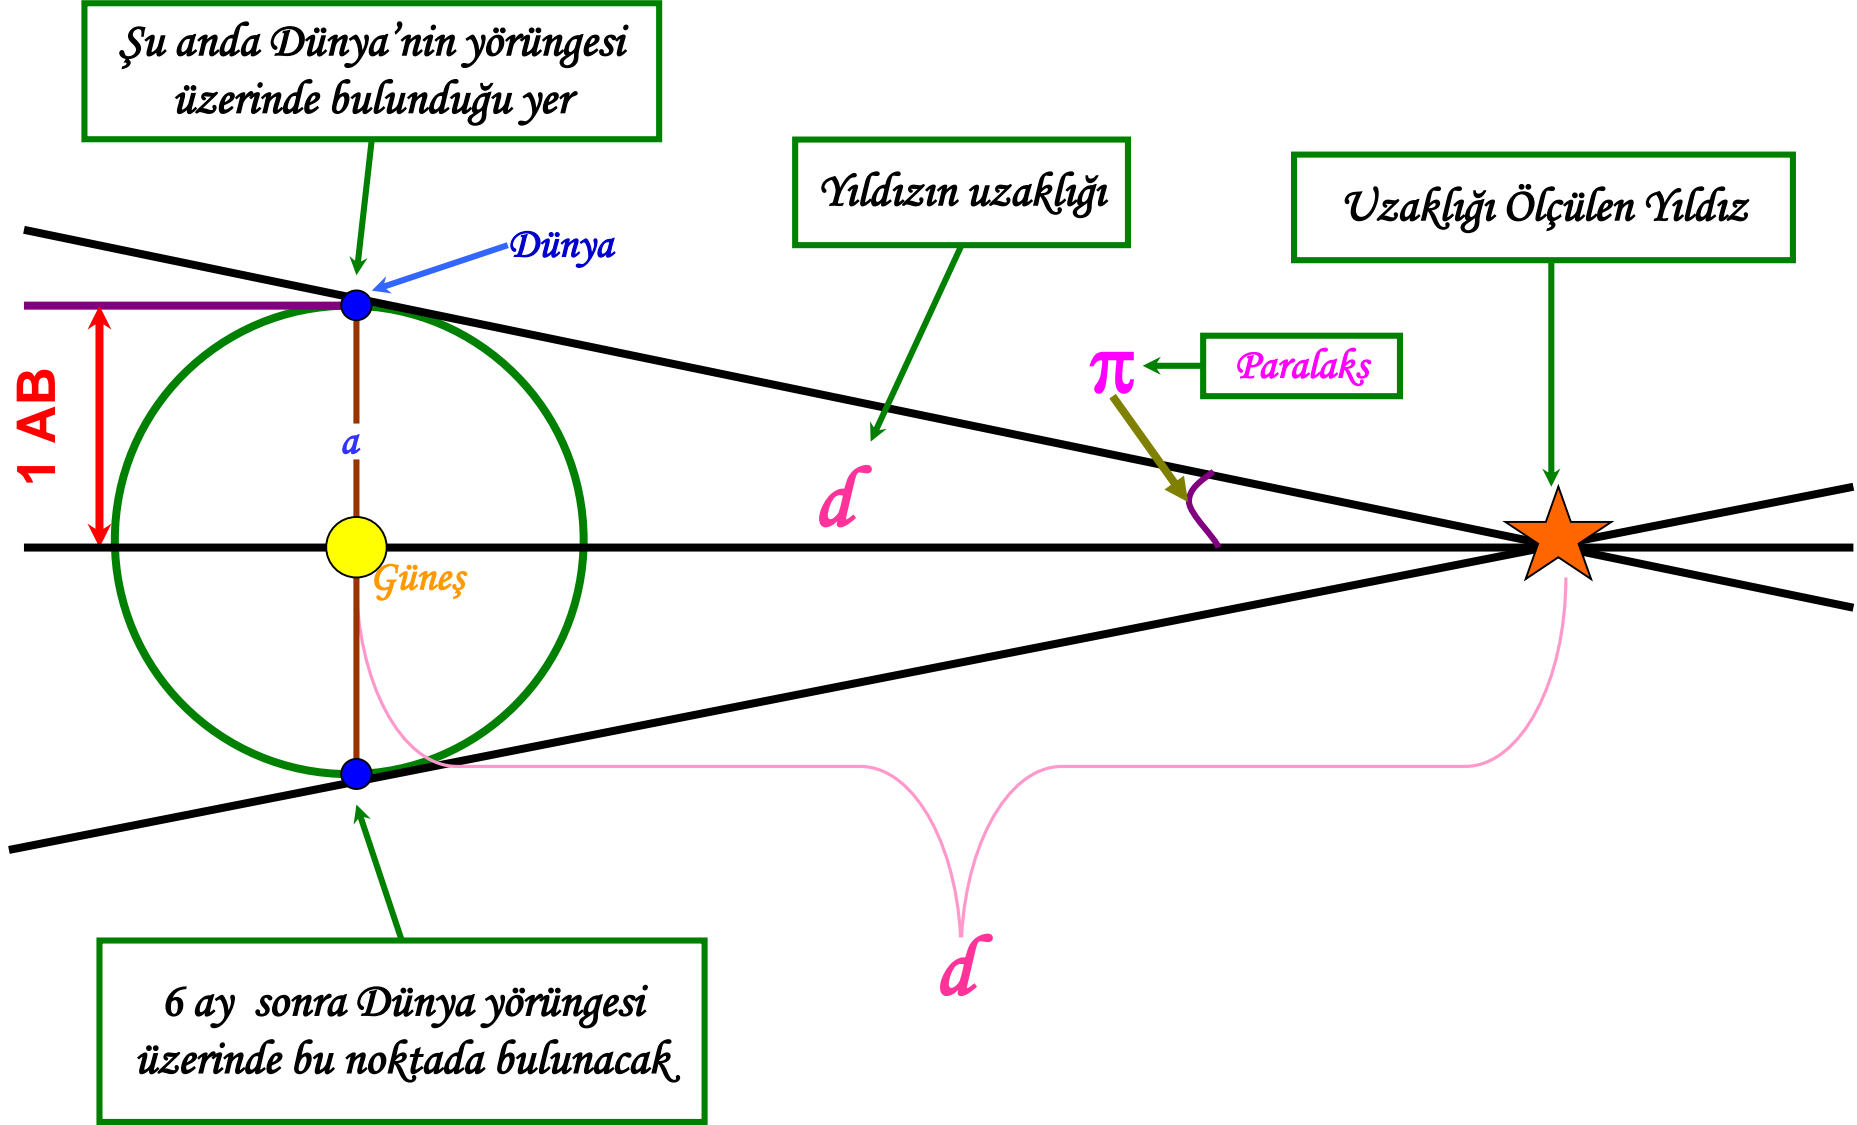 Şu anda Dünya’nin yörüngesi
üzerinde bulunduğu yer
Yıldızın uzaklığı
Uzaklığı Ölçülen Yıldız
Dünya
π
Paralaks
1 AB
a
d
Güneş
d
6 ay sonra Dünya yörüngesi
üzerinde bu noktada bulunacak